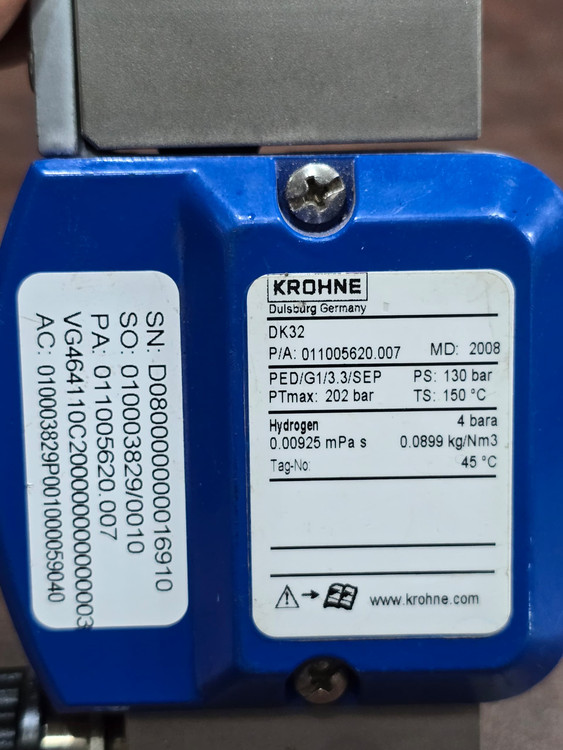 SN: D080000000016910
SO: 010003829/0010
PA: 011005620.007
VG464110C20000000000000003
AC: 010003829P001000059040
KROHNE
Duisburg Germany
DK32
P/A: 011005620.007 MD: 2008
PED/G1/3.3/SEP PS: 130 bar
PTmax: 202 bar TS: 150 °C
Hydrogen 4 bara
0.00925 mPa s 0.0899 kg/Nm3
Tag-No: 45 °C
www.krohne.com